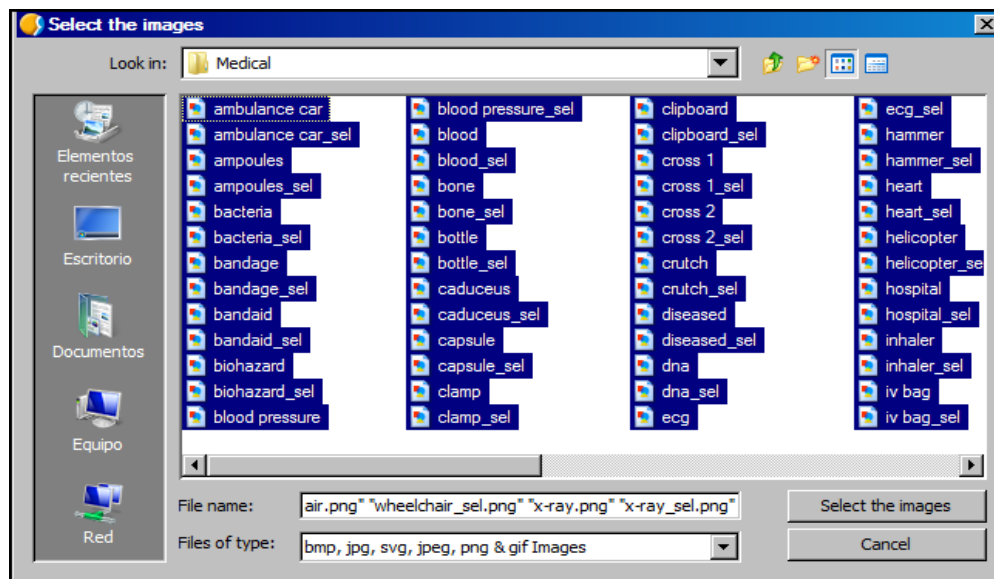 Select the images
Look in:
Medical
Elementos
recientes
Escritorio
Documentos
Equipo
Red
ambulance car
ambulance car_sel
ampoules
ampoules_sel
bacteria
bacteria_sel
bandage
bandage_sel
bandaid
bandaid_sel
biohazard
biohazard_sel
blood pressure
blood pressure_sel
blood
blood_sel
bone
bone_sel
bottle
bottle_sel
caduceus
caduceus_sel
capsule
capsule_sel
clamp
clamp_sel
clipboard
clipboard_sel
cross 1
cross 1_sel
cross 2
cross 2_sel
crutch
crutch_sel
diseased
diseased_sel
dna
dna_sel
ecg
ecg_sel
hammer
hammer_sel
heart
heart_sel
helicopter
helicopter_se
hospital
hospital_sel
inhaler
inhaler_sel
iv bag
iv bag_sel
File name:
air.png" "wheelchair_sel.png" "x-ray.png" "x-ray_sel.png"
Select the images
Files of type:
bmp, jpg, svg, jpeg, png & gif Images
Cancel